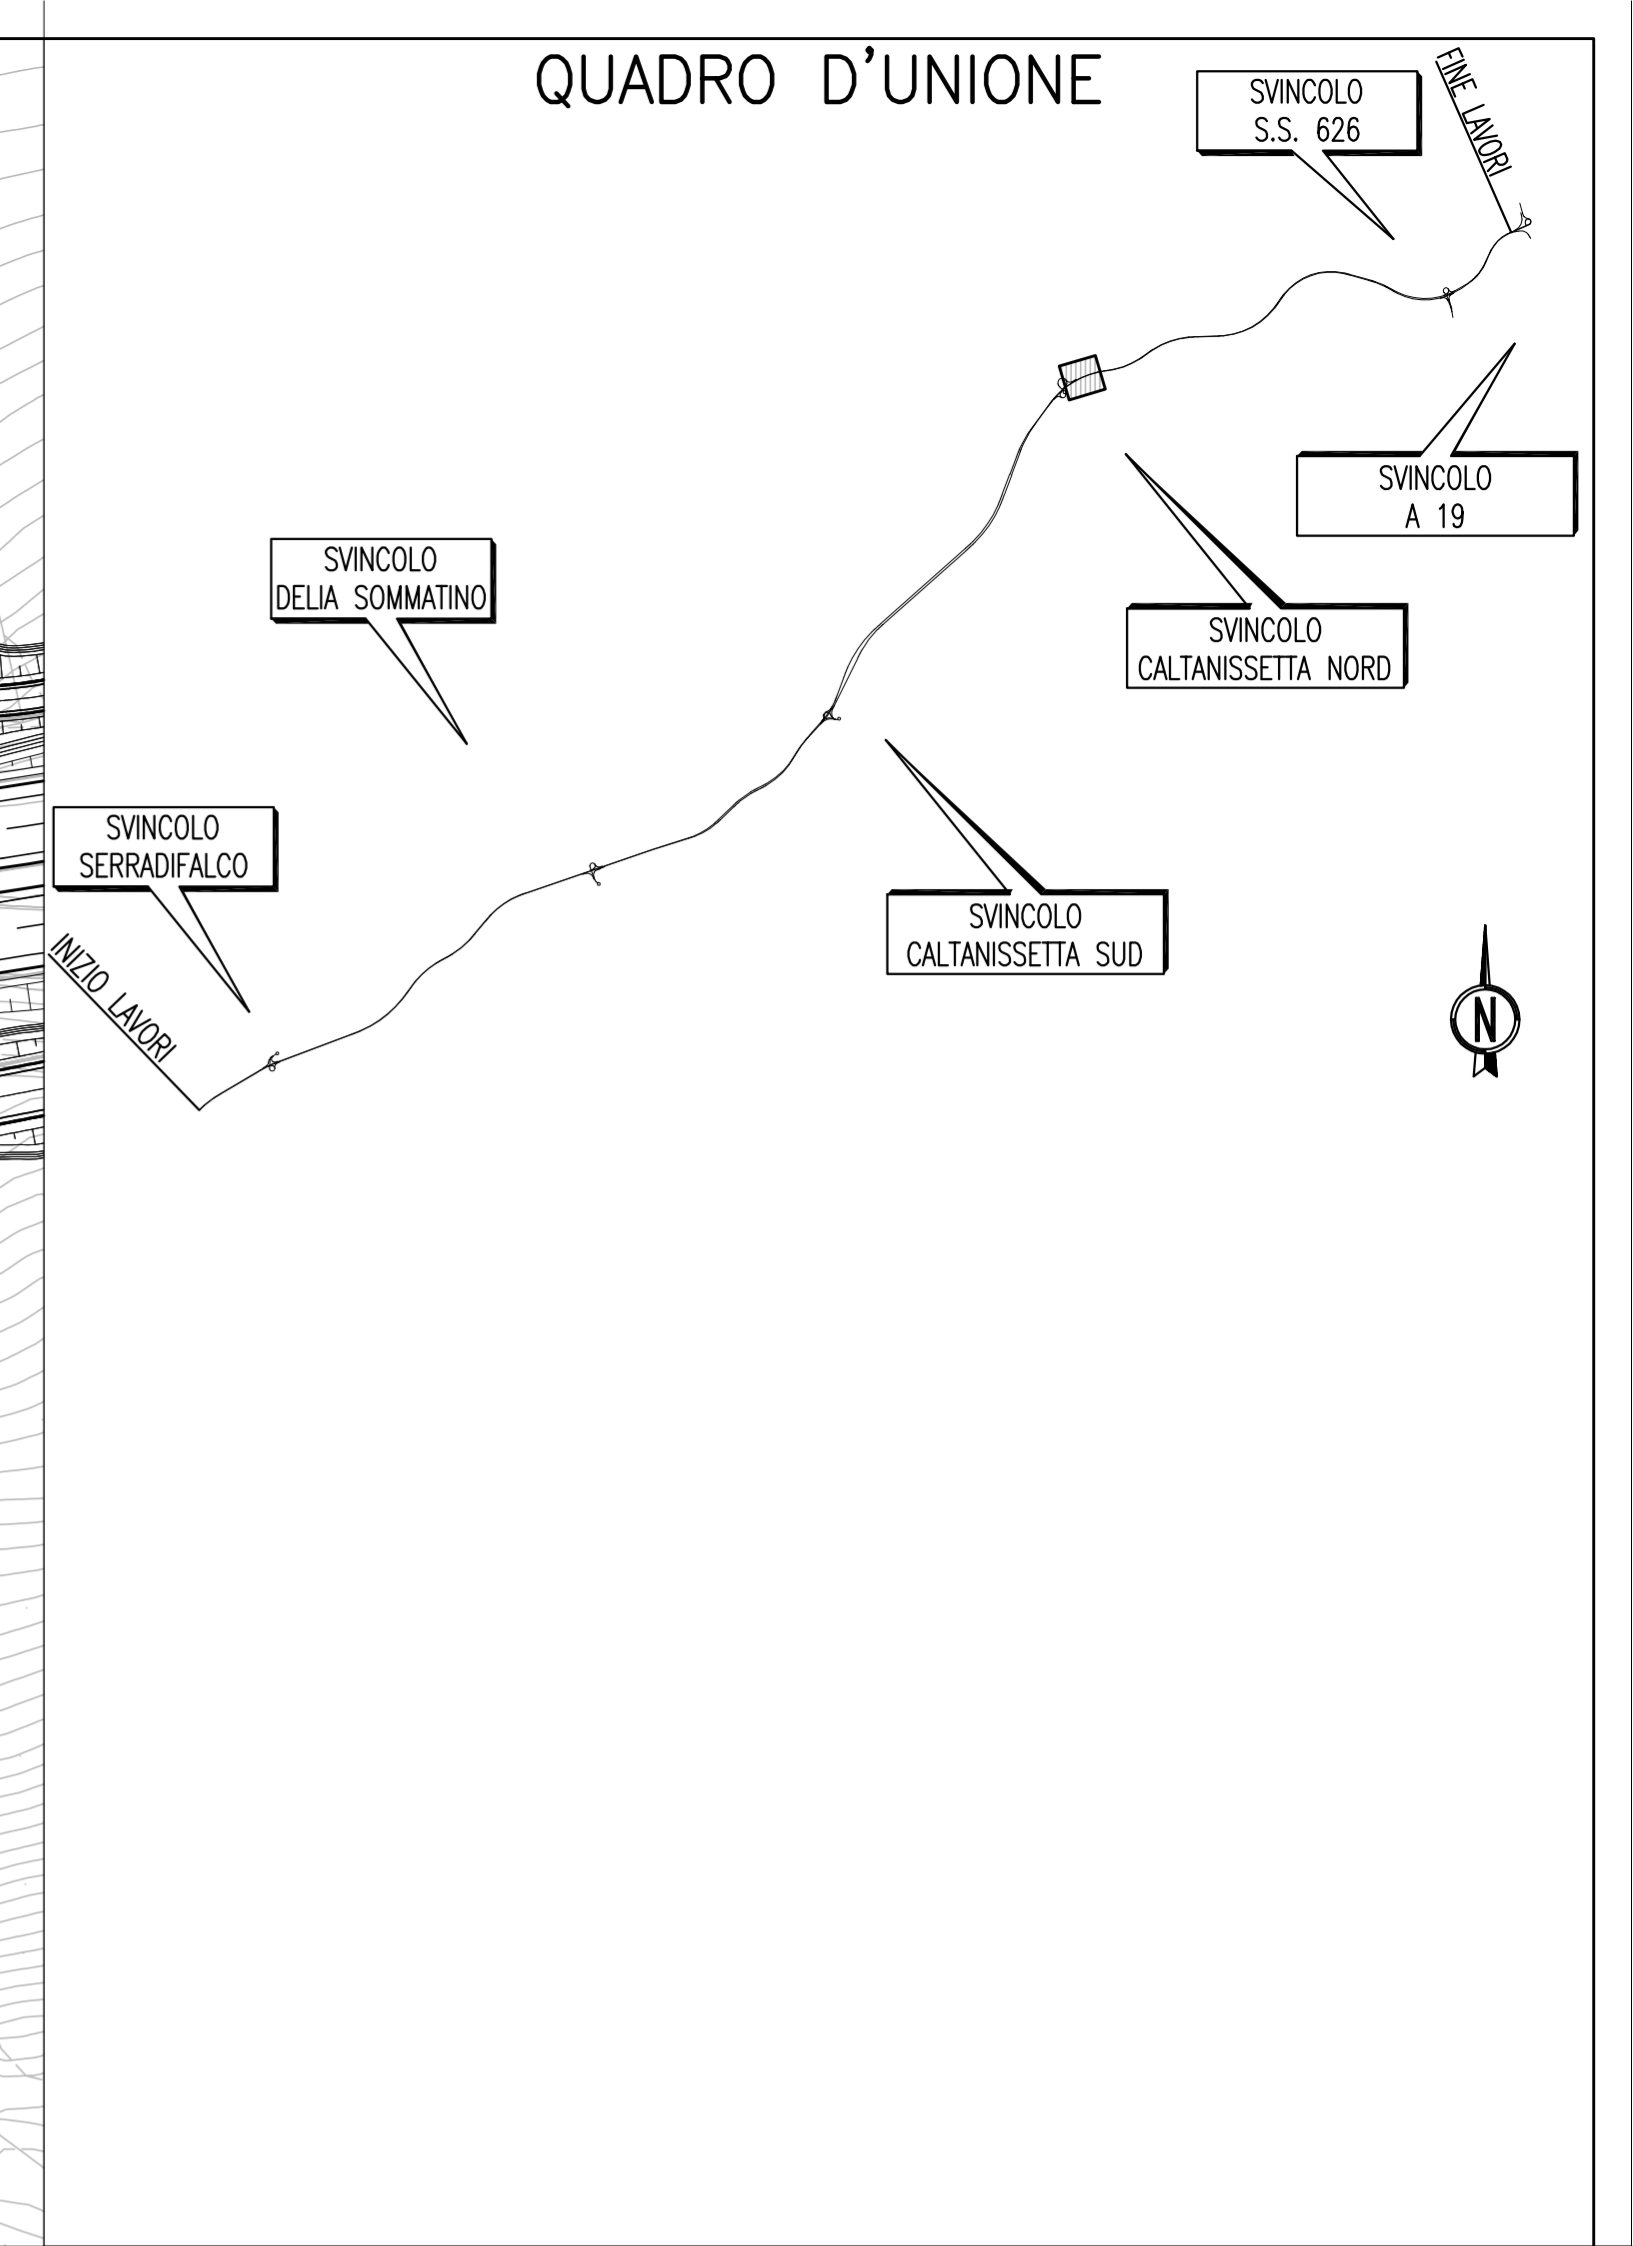 QUADRO D'UNIONE
SVINCOLO
S.S. 626
FINE LAVORI
SVINCOLO
A 19
SVINCOLO
DELIA SOMMATINO
SVINCOLO
CALTANISSETTA NORD
SVINCOLO
SERRADIFALCO
SVINCOLO
CALTANISSETTA SUD
INIZIO LAVORI
N